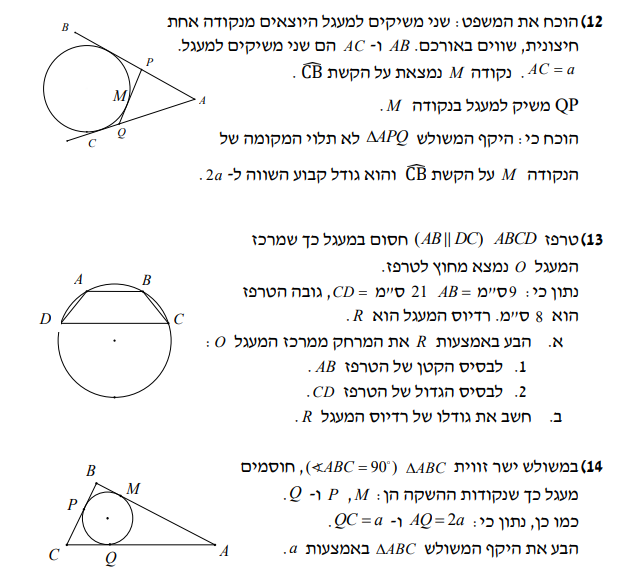 12) הוכח את המשפט: שני משיקים למעגל היוצאים מנקודה אחת
חיצונית, שווים באורכם. AB ו- AC הם שני משיקים למעגל.
AC = a. נקודה M נמצאת על הקשת CB.
QP משיק למעגל בנקודה M.
הוכח כי: היקף המשולש ΔAPQ לא תלוי המקומה של
הנקודה M על הקשת CB והוא גודל קבוע השווה ל- 2a.
B
P
M
A
C
Q
13) טרפז ABCD (AB || DC) חסום במעגל כך שמרכז
המעגל O נמצא מחוץ לטרפז.
נתון כי: 9ס״מ = AB 21 ס״מ = CD, גובה הטרפז
הוא 8 ס״מ. רדיוס המעגל הוא R.
א. הבע באמצעות R את המרחק ממרכז המעגל O:
1. לבסיס הקטן של הטרפז AB.
2. לבסיס הגדול של הטרפז CD.
ב. חשב את גודלו של רדיוס המעגל R.
A
B
D
C
14) במשולש ישר זווית ΔABC (∢ABC = 90°), חוסמים
מעגל כך שנקודות ההשקה הן: M, P ו- Q.
כמו כן, נתון כי: AQ = 2a ו- QC = a.
הבע את היקף המשולש ΔABC באמצעות a.
B
M
P
C
Q
A